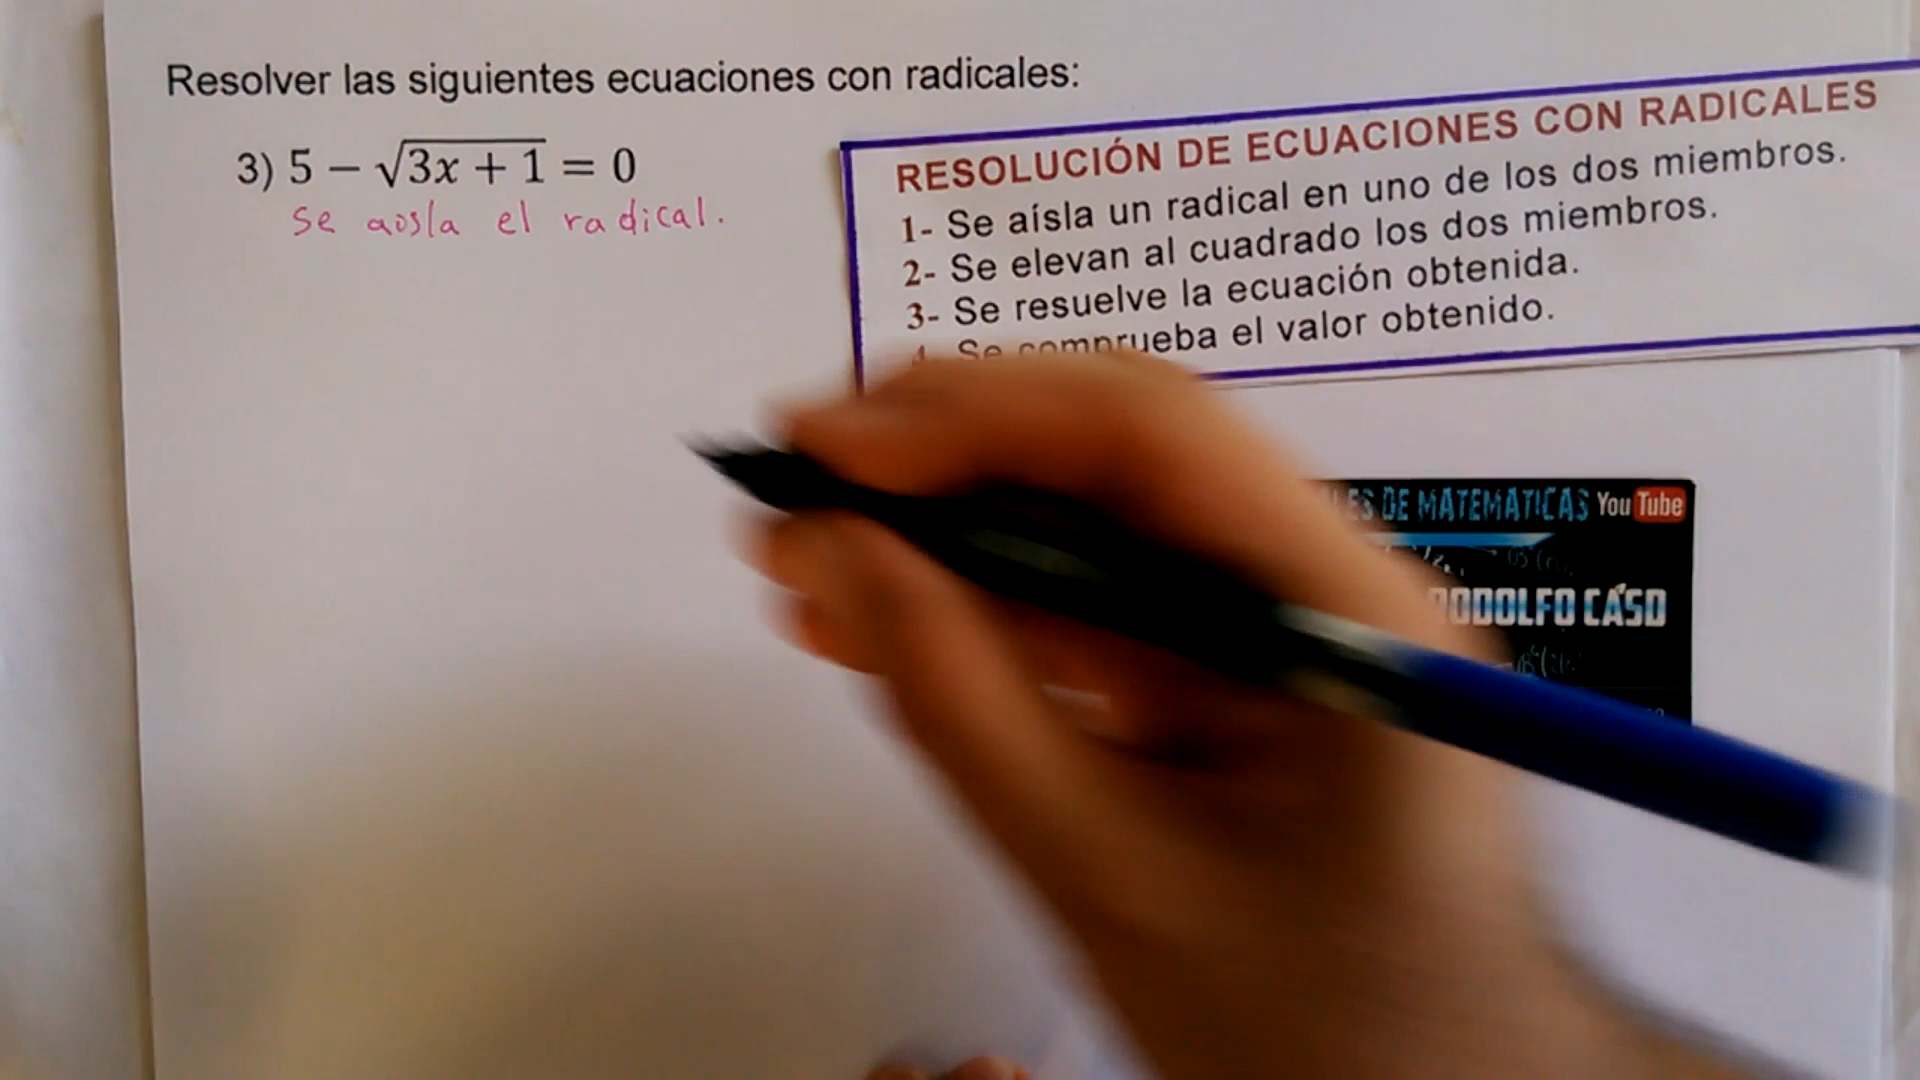 Resolver las siguientes ecuaciones con radicales:
3) 5 − √3x + 1 = 0
Se aisla el radical.
RESOLUCIÓN DE ECUACIONES CON RADICALES
1- Se aísla un radical en uno de los dos miembros.
2- Se elevan al cuadrado los dos miembros.
3- Se resuelve la ecuación obtenida.
Se comprueba el valor obtenido.
DE MATEMATICAS YouTube
RODOLFO CASO